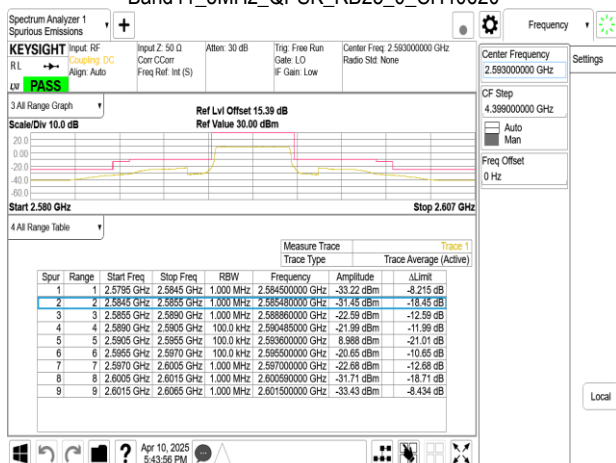 Spectrum Analyzer 1
Spurious Emissions
Frequency
KEYSIGHT
Input: RF
Input Z: 50 Ω
Atten: 30 dB
Trig: Free Run
Center Freq: 2.593000000 GHz
RL
Coupling: DC
Corr CCorr
Gate: LO
Radio Std: None
Align: Auto
Freq Ref: Int (S)
IF Gain: Low
LXI
PASS
Center Frequency
2.593000000 GHz
Settings
CF Step
4.399000000 GHz
Auto
Man
Freq Offset
0 Hz
3 All Range Graph
Ref Lvl Offset 15.39 dB
Scale/Div 10.0 dB
Ref Value 30.00 dBm
20.0
0.00
-20.0
-40.0
-60.0
Start 2.580 GHz
Stop 2.607 GHz
4 All Range Table
Measure Trace
Trace 1
Trace Type
Trace Average (Active)
Spur Range Start Freq Stop Freq RBW Frequency Amplitude ΔLimit
1 1 2.5795 GHz 2.5845 GHz 1.000 MHz 2.584500000 GHz -33.22 dBm -8.215 dB
2 2 2.5845 GHz 2.5855 GHz 1.000 MHz 2.585480000 GHz -31.45 dBm -18.45 dB
3 3 2.5855 GHz 2.5890 GHz 1.000 MHz 2.588860000 GHz -22.59 dBm -12.59 dB
4 4 2.5890 GHz 2.5905 GHz 100.0 kHz 2.590485000 GHz -21.99 dBm -11.99 dB
5 5 2.5905 GHz 2.5955 GHz 100.0 kHz 2.593600000 GHz 8.988 dBm -21.01 dB
6 6 2.5955 GHz 2.5970 GHz 100.0 kHz 2.595500000 GHz -20.65 dBm -10.65 dB
7 7 2.5970 GHz 2.6005 GHz 1.000 MHz 2.597000000 GHz -22.68 dBm -12.68 dB
8 8 2.6005 GHz 2.6015 GHz 1.000 MHz 2.600590000 GHz -31.71 dBm -18.71 dB
9 9 2.6015 GHz 2.6065 GHz 1.000 MHz 2.601500000 GHz -33.43 dBm -8.434 dB
Local
Apr 10, 2025
5:43:56 PM